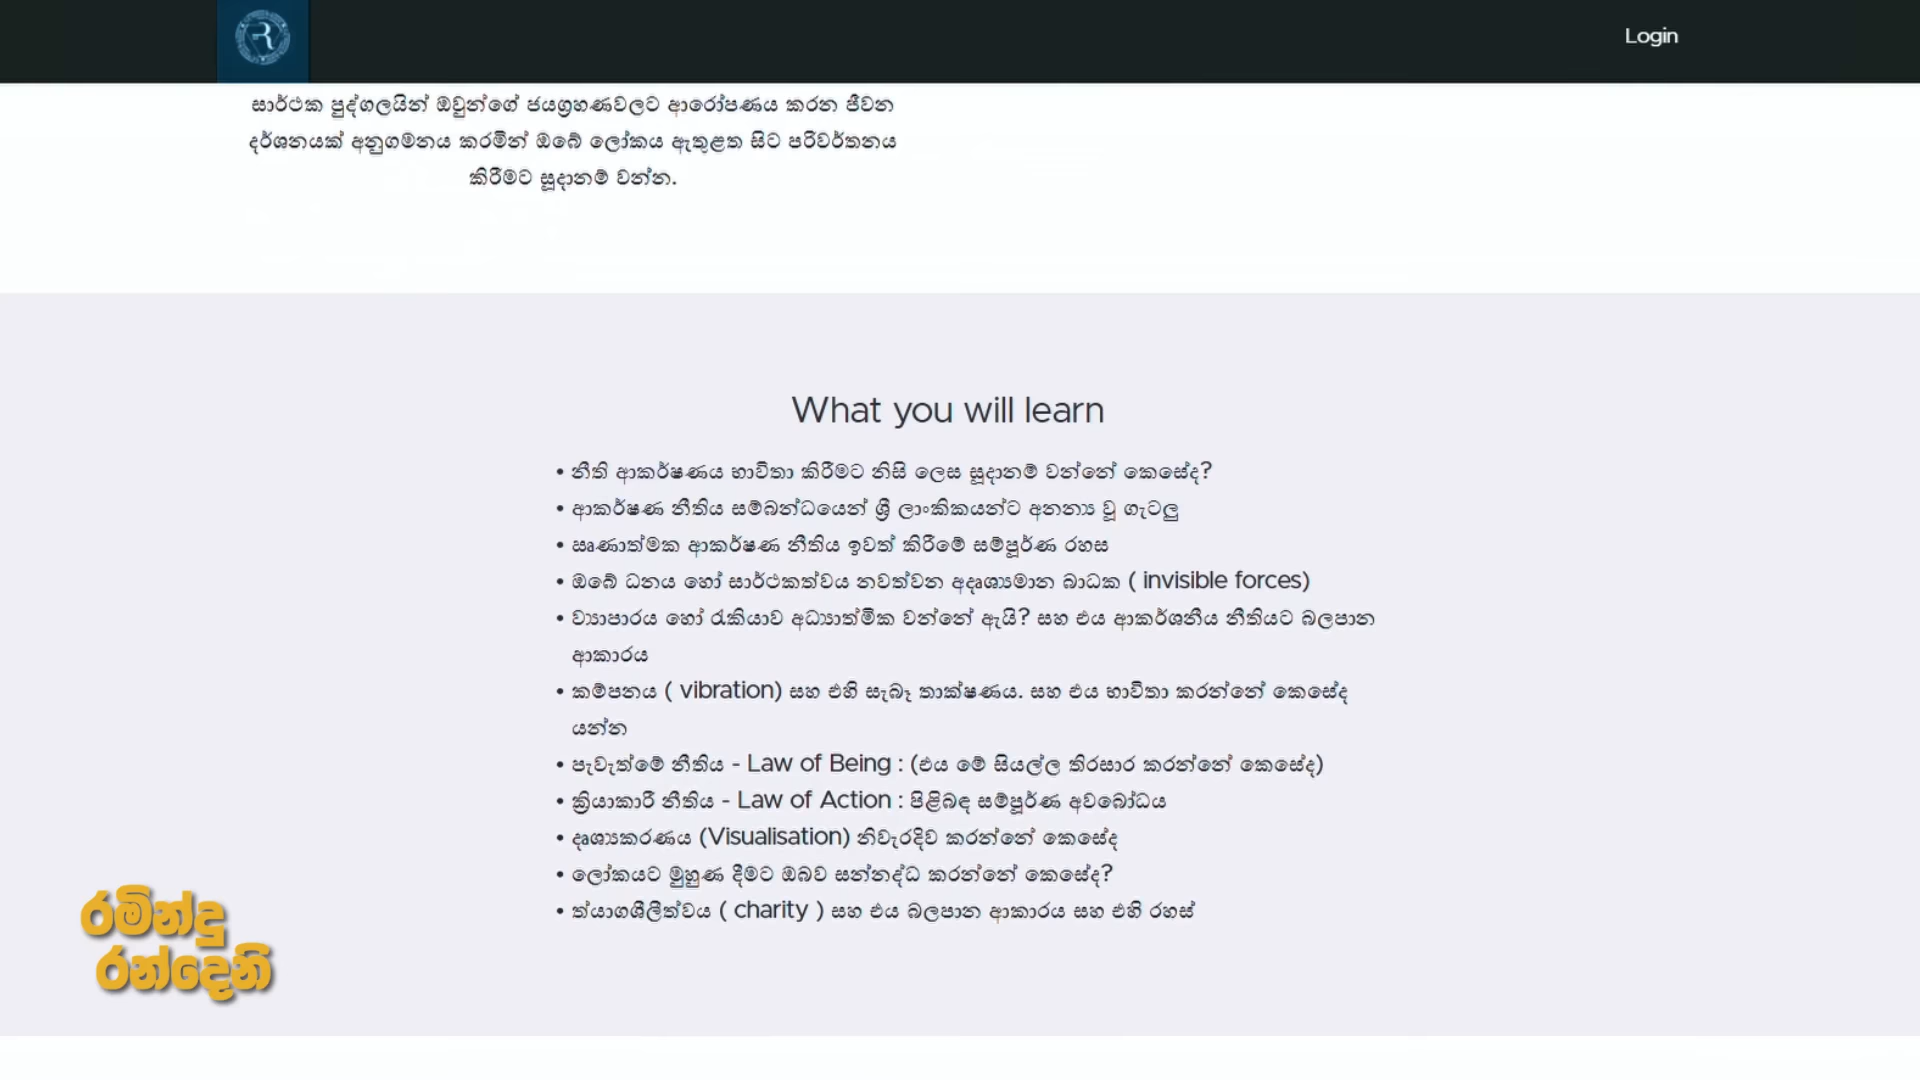 Login
සාර්ථක පුද්ගලයින් ඔවුන්ගේ ජයග්‍රහණවලට ආරෝපණය කරන ජීවන
දර්ශනයක් අනුගමනය කරමින් ඔබේ ලෝකය ඇතුළත සිට පරිවර්තනය
කිරීමට සූදානම් වන්න.
What you will learn
• නීති ආකර්ෂණය භාවිතා කිරීමට නිසි ලෙස සූදානම් වන්නේ කෙසේද?
• ආකර්ෂණ නීතිය සම්බන්ධයෙන් ශ්‍රී ලාංකිකයන්ට අනන්‍ය වූ ගැටලු
• ඍණාත්මක ආකර්ෂණ නීතිය ඉවත් කිරීමේ සම්පූර්ණ රහස
• ඔබේ ධනය හෝ සාර්ථකත්වය නවත්වන අදෘශ්‍යමාන බාධක ( invisible forces)
• ව්‍යාපාරය හෝ රැකියාව අධ්‍යාත්මික වන්නේ ඇයි? සහ එය ආකර්ශනීය නීතියට බලපාන
ආකාරය
• කම්පනය ( vibration) සහ එහි සැබෑ තාක්ෂණය. සහ එය භාවිතා කරන්නේ කෙසේද
යන්න
• පැවැත්මේ නීතිය - Law of Being : (එය මේ සියල්ල තිරසාර කරන්නේ කෙසේද)
• ක්‍රියාකාරී නීතිය - Law of Action : පිළිබඳ සම්පූර්ණ අවබෝධය
• දෘශ්‍යකරණය (Visualisation) නිවැරදිව කරන්නේ කෙසේද
• ලෝකයට මුහුණ දීමට ඔබව සන්නද්ධ කරන්නේ කෙසේද?
• ත්යාගශීලීත්වය ( charity ) සහ එය බලපාන ආකාරය සහ එහි රහස්
රමින්දු
රන්දෙනි